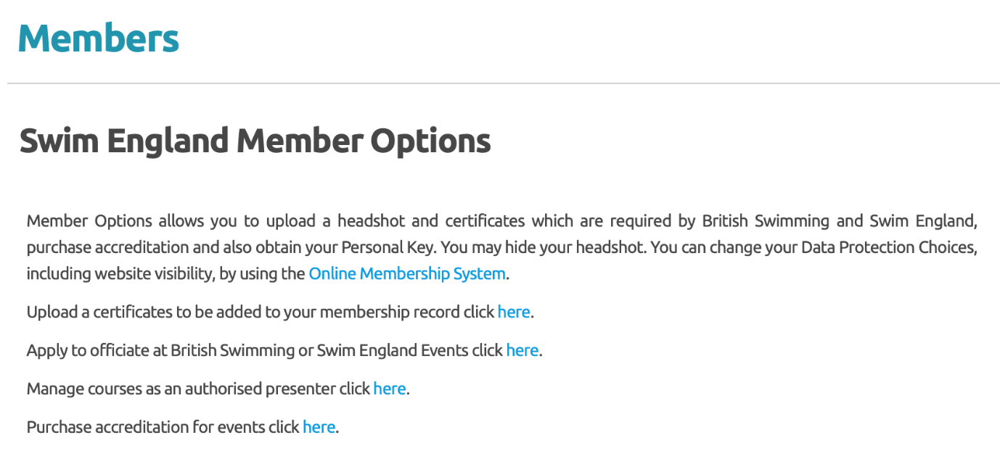 Members
Swim England Member Options
Member Options allows you to upload a headshot and certificates which are required by British Swimming and Swim England,
purchase accreditation and also obtain your Personal Key. You may hide your headshot. You can change your Data Protection Choices,
including website visibility, by using the Online Membership System.
Upload a certificates to be added to your membership record click here.
Apply to officiate at British Swimming or Swim England Events click here.
Manage courses as an authorised presenter click here.
Purchase accreditation for events click here.